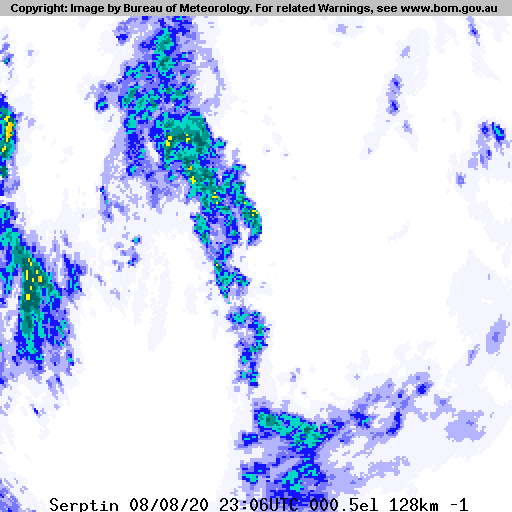 Copyright: Image by Bureau of Meteorology. For related Warnings, see www.bom.gov.au
Serptin 08/08/20 23:06UTC 000.5el 128km -1